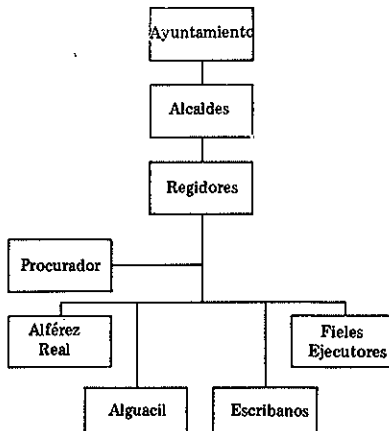 Ayuntamiento
Alcaldes
Regidores
Procurador
Alférez
Real
Fieles
Ejecutores
Alguacil
Escribanos